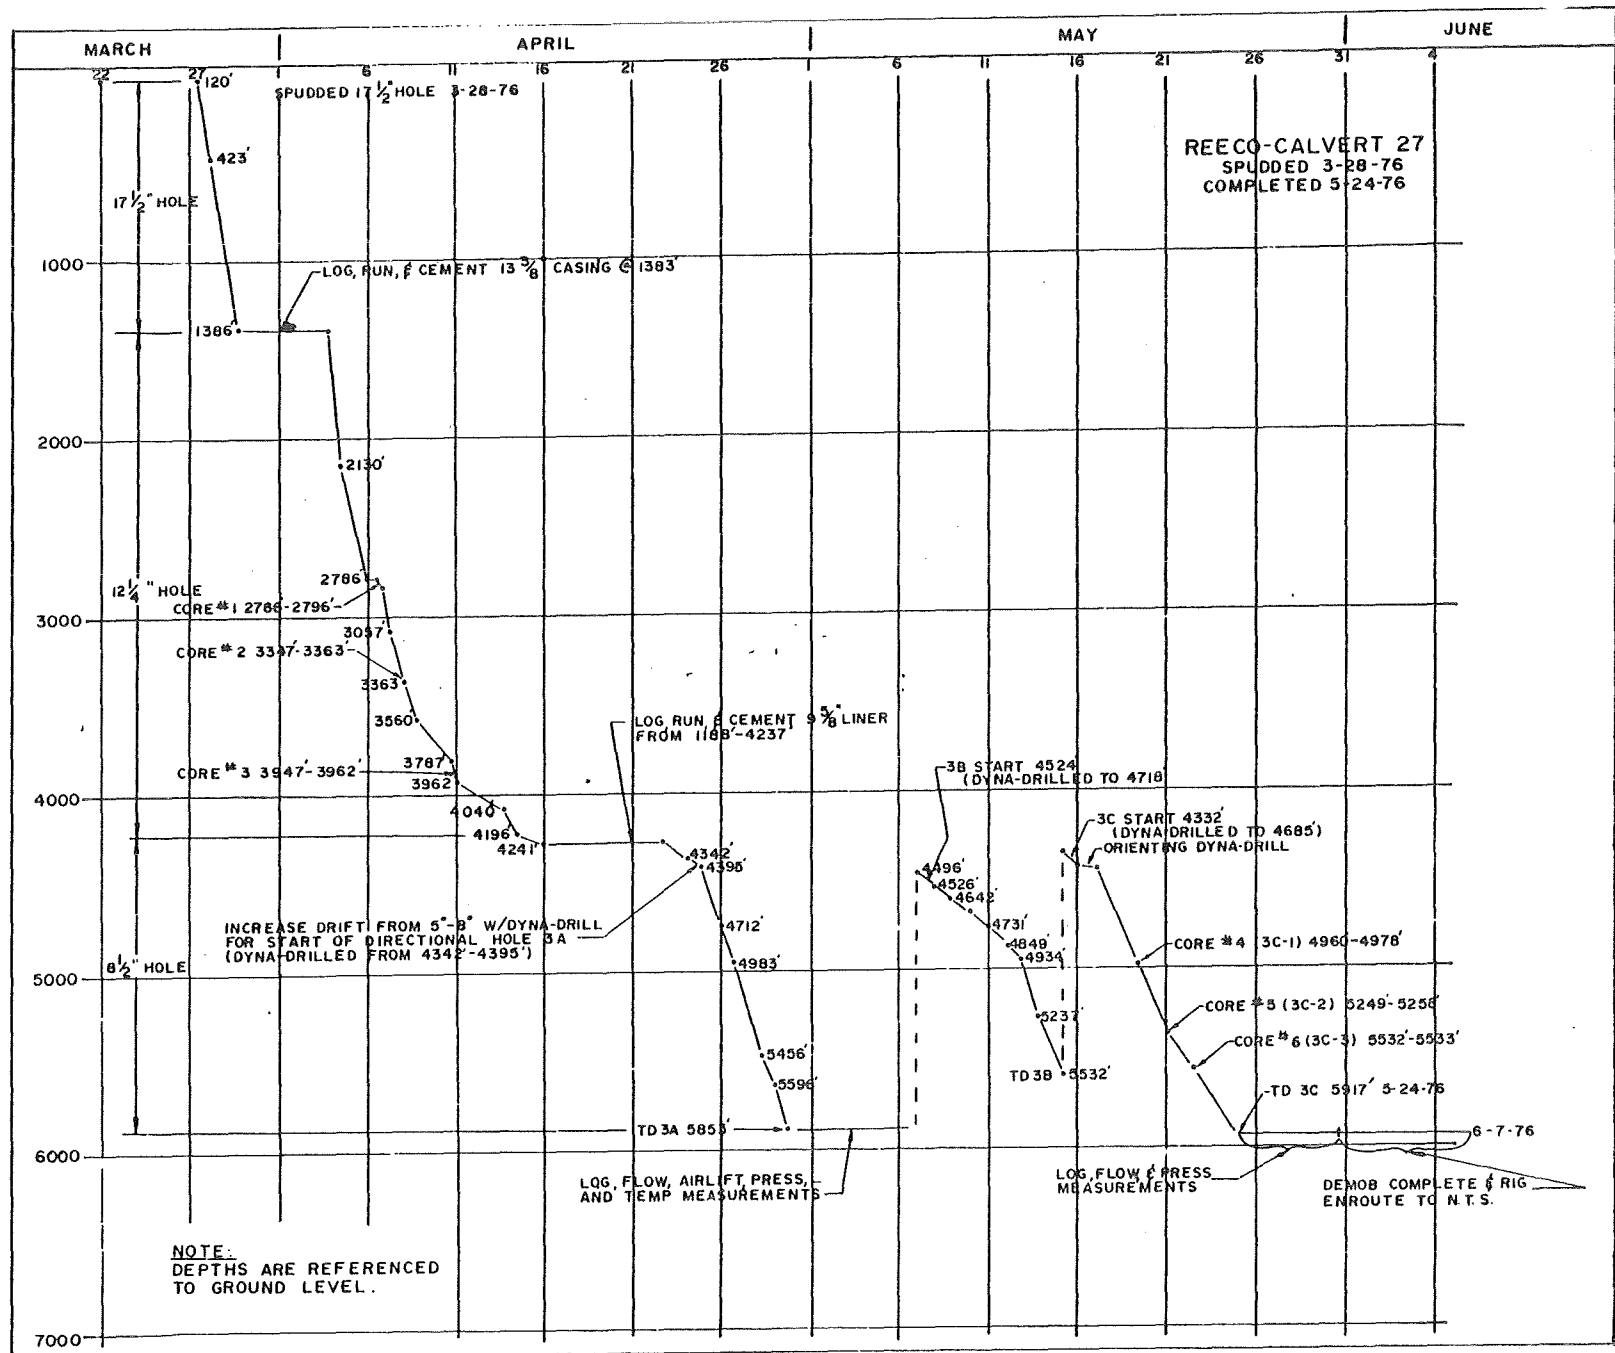 MARCH
APRIL
MAY
JUNE
22 27 1 6 11 16 21 26 1 6 11 16 21 26 31 4
120'
SPUDDED 17 1/2" HOLE 3-28-76
REECO-CALVERT 27
SPUDDED 3-28-76
COMPLETED 5-24-76
423'
17 1/2" HOLE
1000
LOG, RUN, & CEMENT 13 3/8 CASING @ 1383'
1386'
2000
2130'
2786'
12 1/4" HOLE
CORE #1 2786'-2796'
3000
3057'
CORE #2 3347'-3363'
3363'
3560'
LOG, RUN, & CEMENT 9 5/8" LINER
FROM 1188'-4237'
3787'
CORE #3 3947'-3962'
3962'
3B START 4524'
(DYNA-DRILLED TO 4718'
4000
4040'
4196'
4241'
3C START 4332'
(DYNA-DRILLED TO 4685')
ORIENTING DYNA-DRILL
4342'
4395'
4496'
4526'
4642'
4712'
4731'
INCREASE DRIFT FROM 5°-8° W/DYNA-DRILL
FOR START OF DIRECTIONAL HOLE 3A
(DYNA-DRILLED FROM 4342'-4395')
4849'
4934'
CORE #4 (3C-1) 4960'-4978'
8 1/2" HOLE
4983'
5000
CORE #5 (3C-2) 5249'-5258'
5237'
CORE #6 (3C-3) 5532'-5533'
5456'
5596'
TD 3B 5532'
TD 3C 5917' 5-24-76
TD 3A 5853'
6-7-76
6000
LOG, FLOW, AIRLIFT, PRESS,
AND TEMP MEASUREMENTS
LOG, FLOW & PRESS
MEASUREMENTS
DEMOB COMPLETE & RIG
ENROUTE TO N.T.S.
NOTE:
DEPTHS ARE REFERENCED
TO GROUND LEVEL.
7000